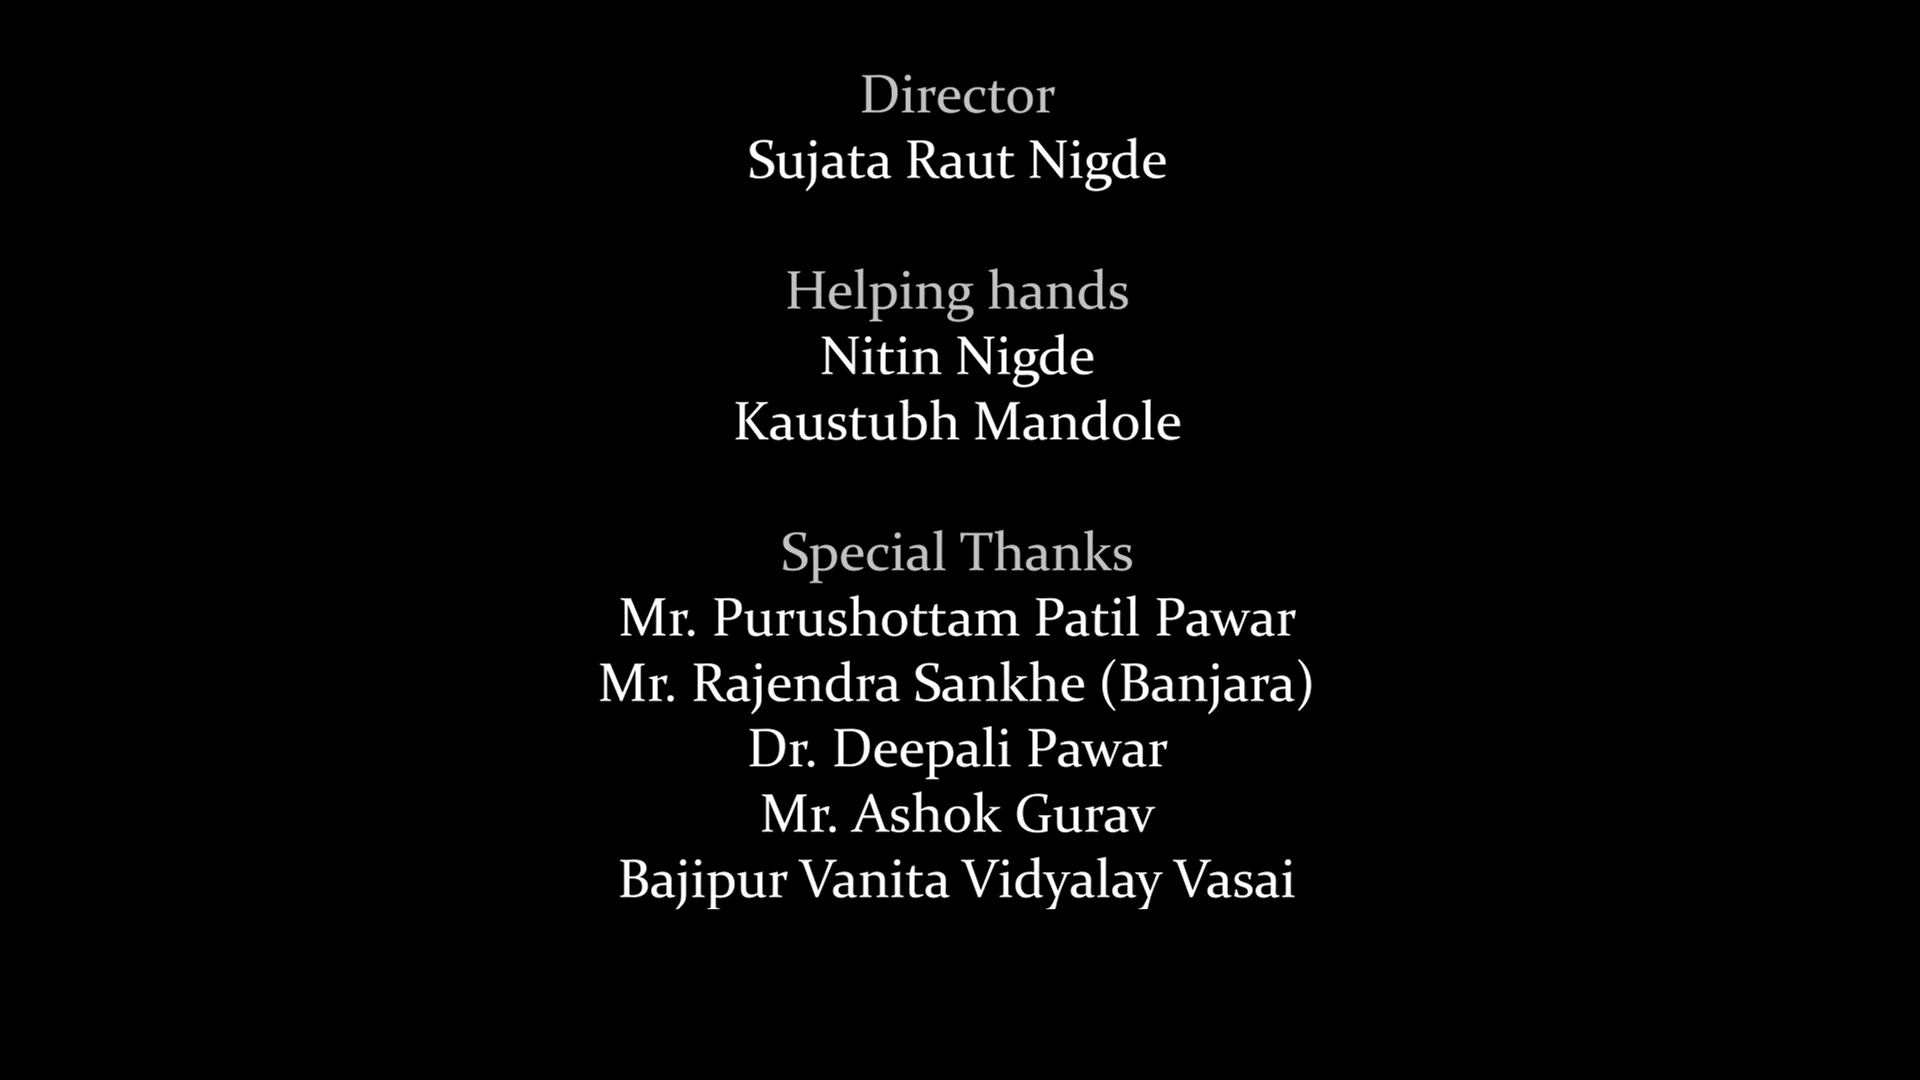 Director
Sujata Raut Nigde
Helping hands
Nitin Nigde
Kaustubh Mandole
Special Thanks
Mr. Purushottam Patil Pawar
Mr. Rajendra Sankhe (Banjara)
Dr. Deepali Pawar
Mr. Ashok Gurav
Bajipur Vanita Vidyalay Vasai